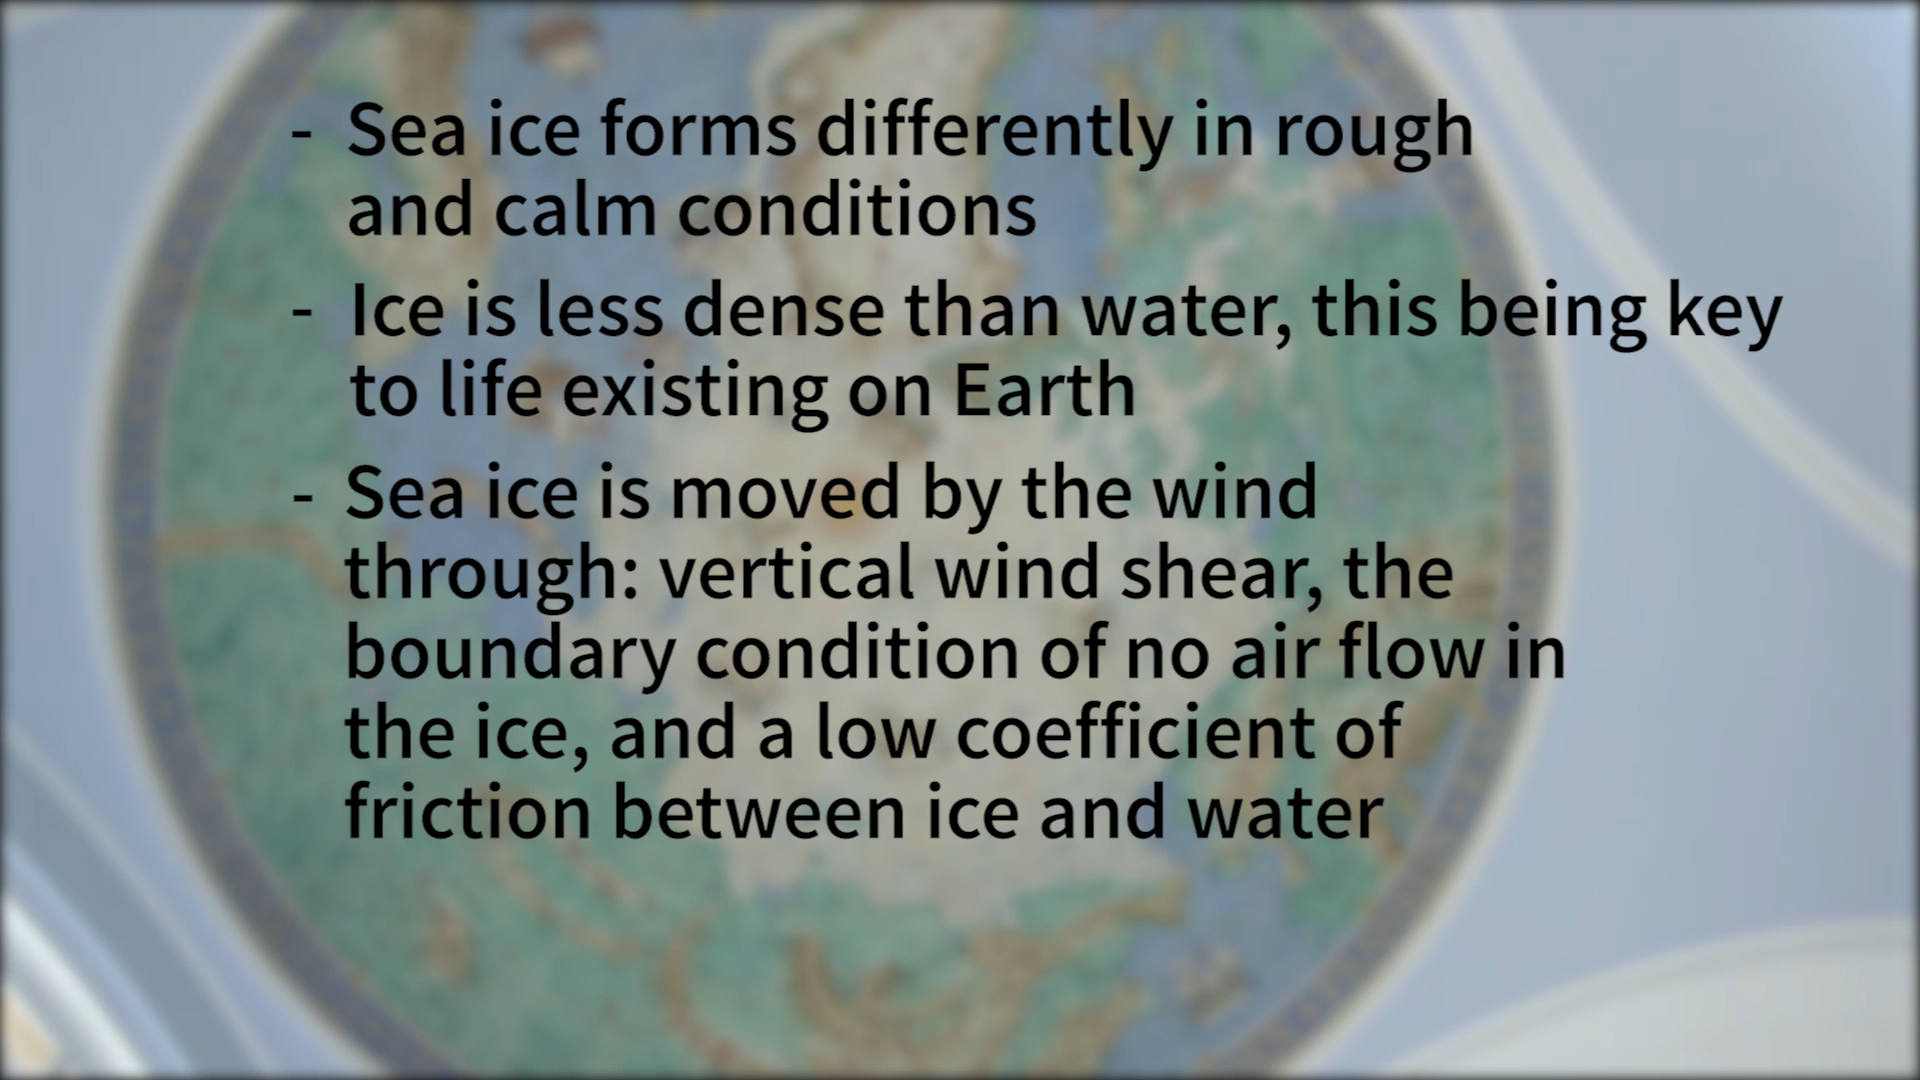 - Sea ice forms differently in rough
and calm conditions
- Ice is less dense than water, this being key
to life existing on Earth
- Sea ice is moved by the wind
through: vertical wind shear, the
boundary condition of no air flow in
the ice, and a low coefficient of
friction between ice and water